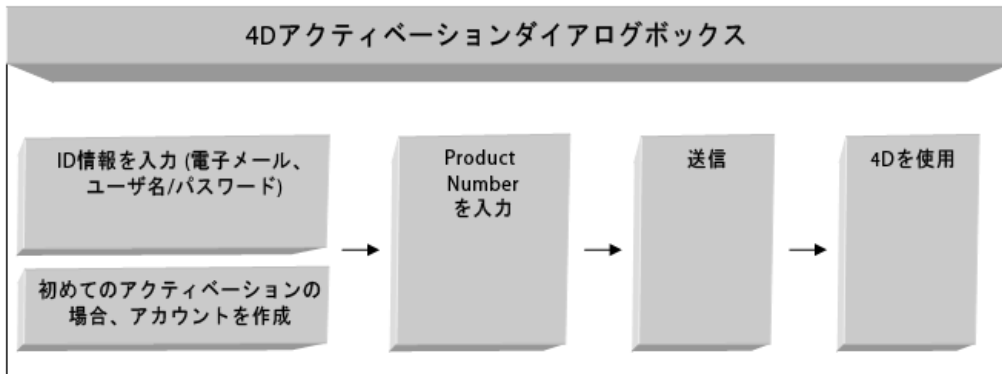 4Dアクティベーションダイアログボックス
ID情報を入力 (電子メール、
ユーザ名/パスワード)
初めてのアクティベーションの
場合、アカウントを作成
Product
Number
を入力
送信
4Dを使用